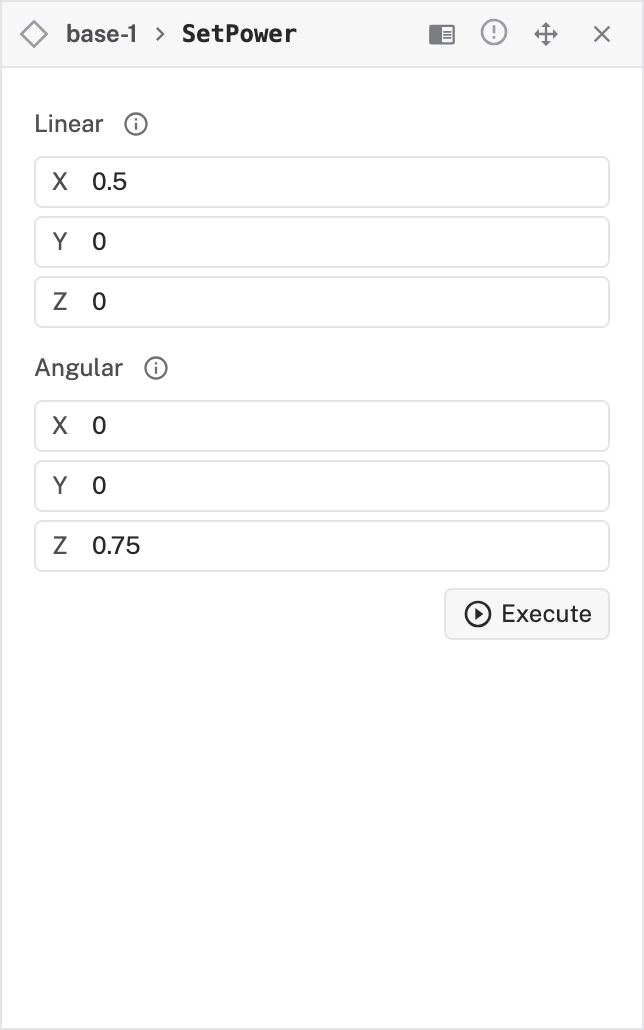 base-1 > SetPower
Linear
X 0.5
Y 0
Z 0
Angular
X 0
Y 0
Z 0.75
Execute